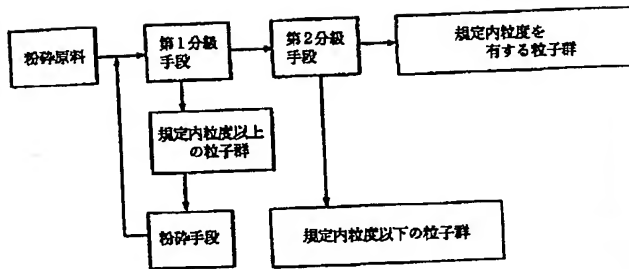 粉砕原料
第1分級
手段
第2分級
手段
規定内粒度を
有する粒子群
規定内粒度以上
の粒子群
粉砕手段
規定内粒度以下の粒子群